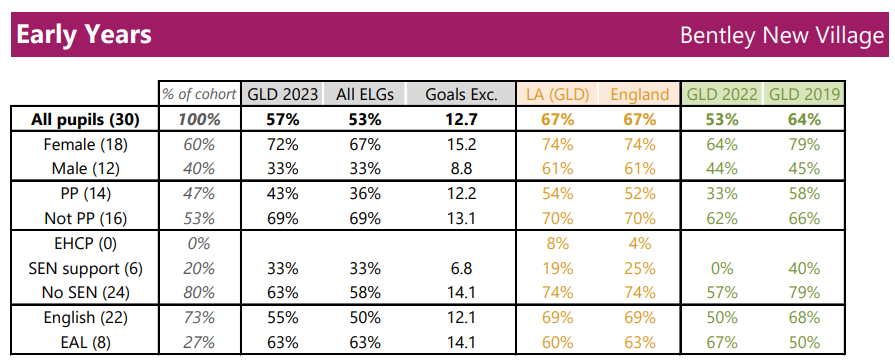 Early Years Bentley New Village
% of cohort GLD 2023 All ELGs Goals Exc. LA (GLD) England GLD 2022 GLD 2019
All pupils (30) 100% 57% 53% 12.7 67% 67% 53% 64%
Female (18) 60% 72% 67% 15.2 74% 74% 64% 79%
Male (12) 40% 33% 33% 8.8 61% 61% 44% 45%
PP (14) 47% 43% 36% 12.2 54% 52% 33% 58%
Not PP (16) 53% 69% 69% 13.1 70% 70% 62% 66%
EHCP (0) 0% 8% 4%
SEN support (6) 20% 33% 33% 6.8 19% 25% 0% 40%
No SEN (24) 80% 63% 58% 14.1 74% 74% 57% 79%
English (22) 73% 55% 50% 12.1 69% 69% 50% 68%
EAL (8) 27% 63% 63% 14.1 60% 63% 67% 50%